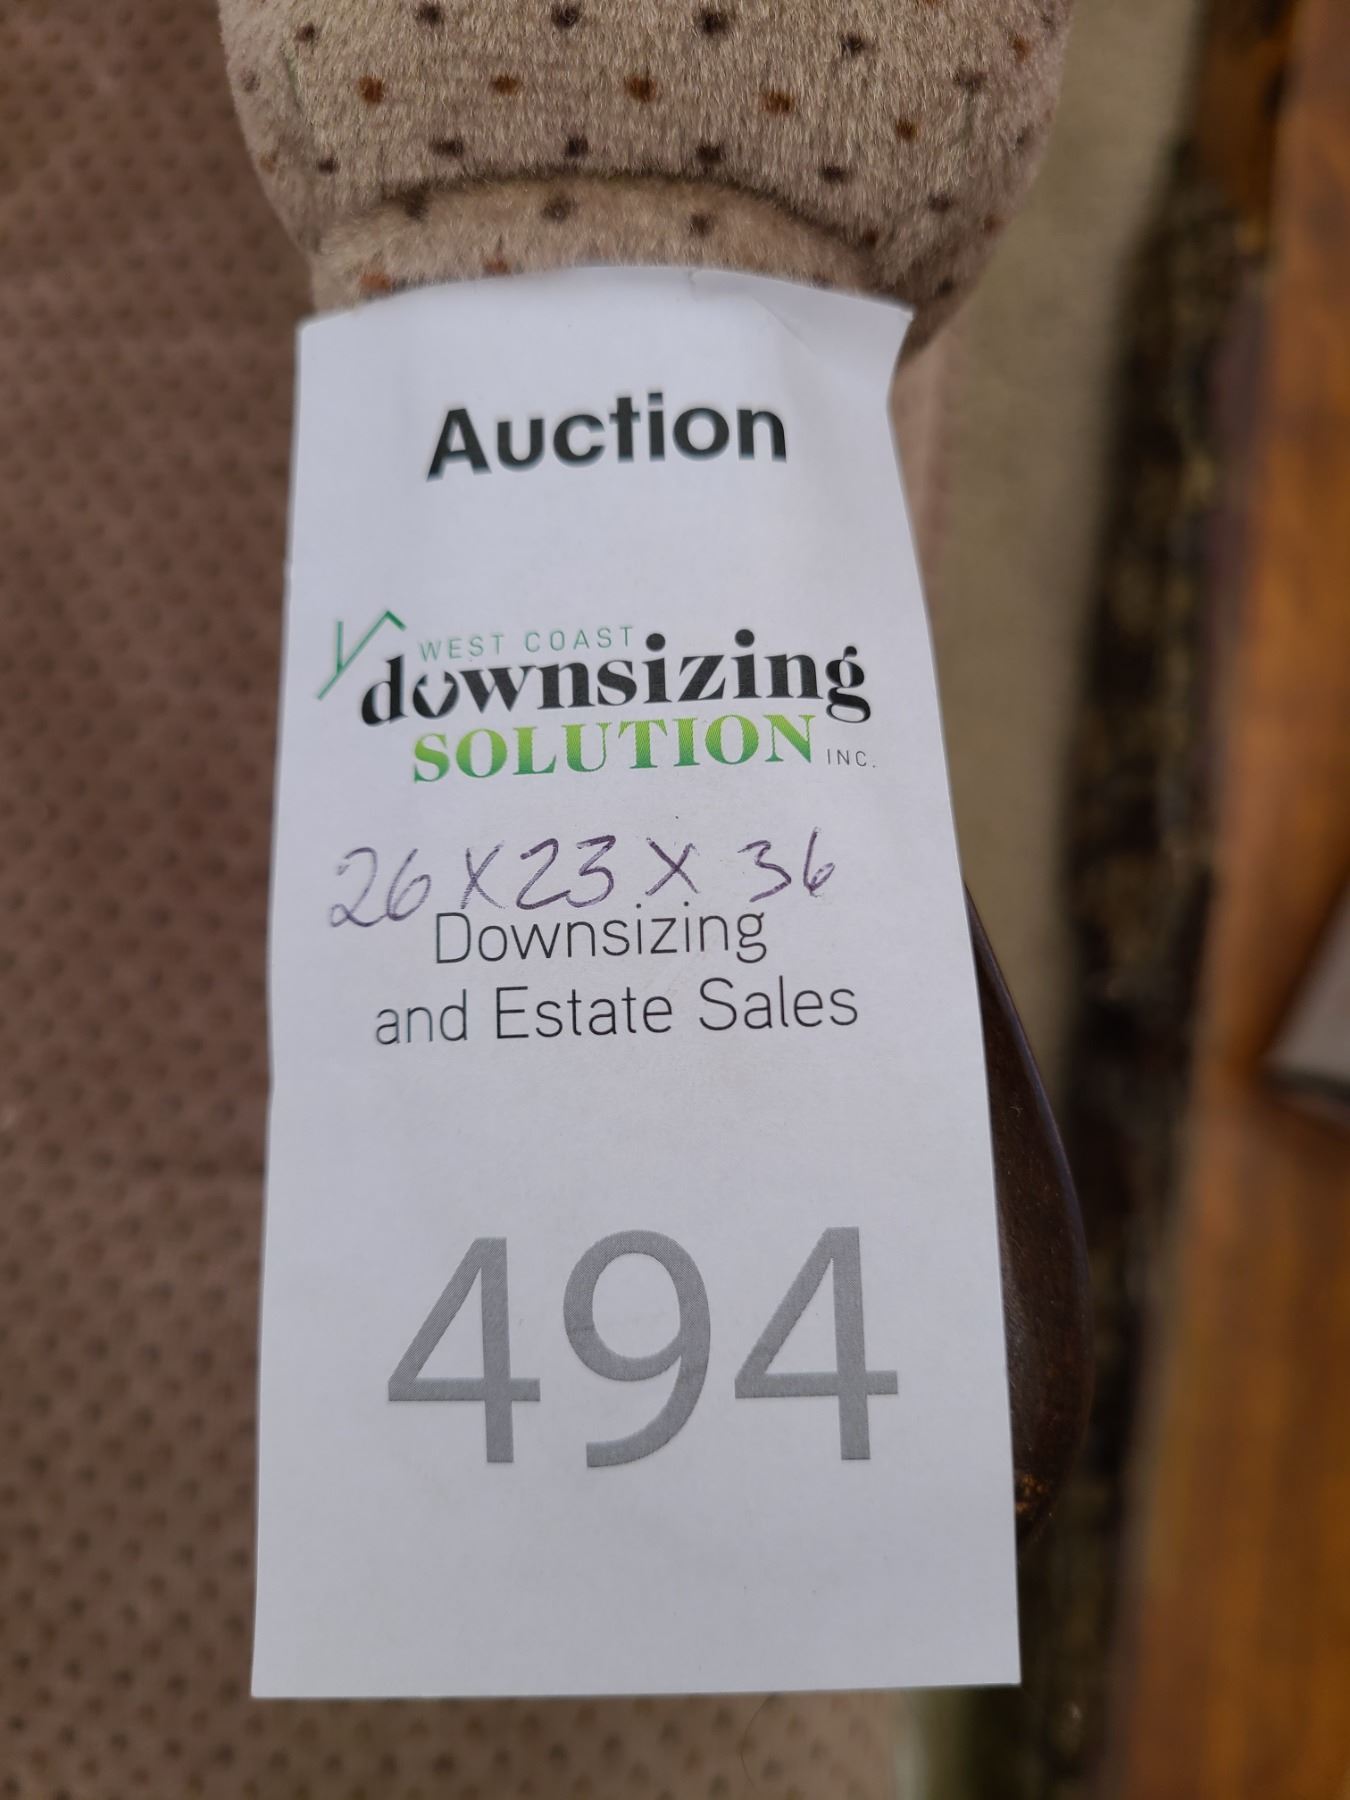 Auction
WEST COAST
downsizing
SOLUTION INC.
26 X 23 X 36
Downsizing
and Estate Sales
494